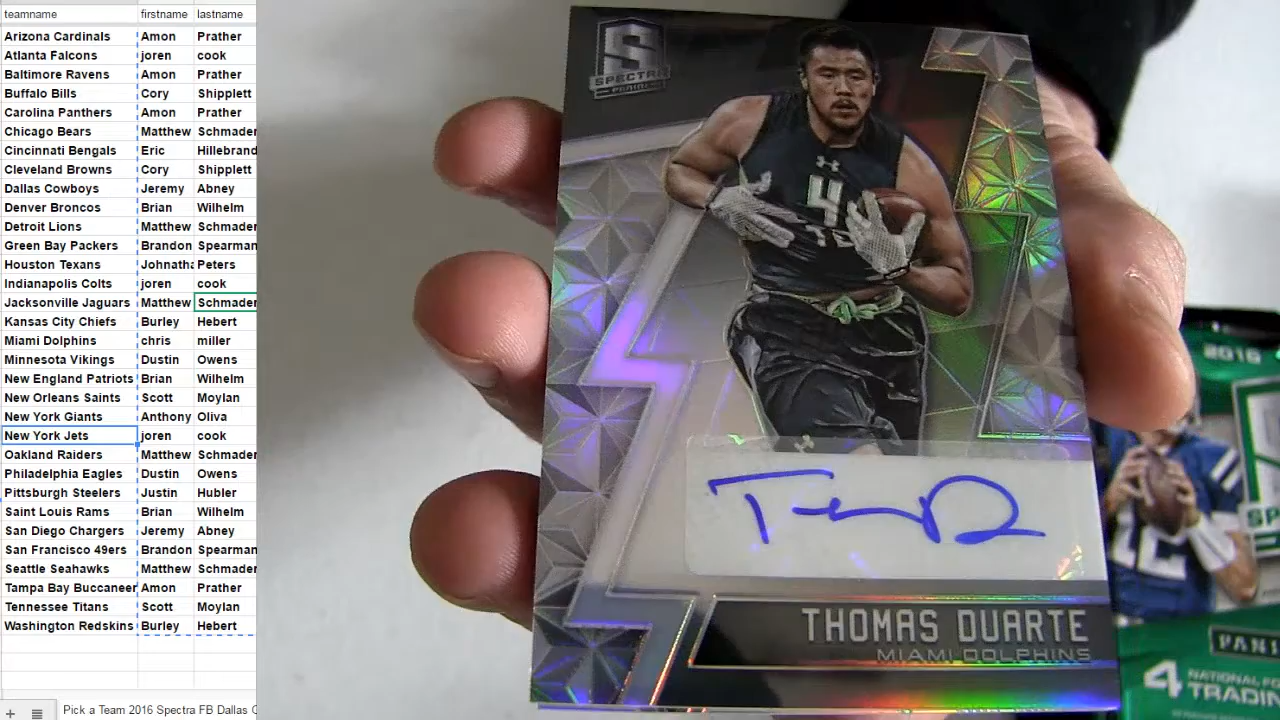 teamname firstname lastname
Arizona Cardinals Amon Prather
Atlanta Falcons joren cook
Baltimore Ravens Amon Prather
Buffalo Bills Cory Shipplett
Carolina Panthers Amon Prather
Chicago Bears Matthew Schmader
Cincinnati Bengals Eric Hillebrand
Cleveland Browns Cory Shipplett
Dallas Cowboys Jeremy Abney
Denver Broncos Brian Wilhelm
Detroit Lions Matthew Schmader
Green Bay Packers Brandon Spearman
Houston Texans Johnatha Peters
Indianapolis Colts joren cook
Jacksonville Jaguars Matthew Schmader
Kansas City Chiefs Burley Hebert
Miami Dolphins chris miller
Minnesota Vikings Dustin Owens
New England Patriots Brian Wilhelm
New Orleans Saints Scott Moylan
New York Giants Anthony Oliva
New York Jets joren cook
Oakland Raiders Matthew Schmader
Philadelphia Eagles Dustin Owens
Pittsburgh Steelers Justin Hubler
Saint Louis Rams Brian Wilhelm
San Diego Chargers Jeremy Abney
San Francisco 49ers Brandon Spearman
Seattle Seahawks Matthew Schmader
Tampa Bay Buccaneer Amon Prather
Tennessee Titans Scott Moylan
Washington Redskins Burley Hebert
Pick a Team 2016 Spectra FB Dallas
S
SPECTRA
PANINI
4
THOMAS DUARTE
MIAMI DOLPHINS
2016
12
PANI
4 NATIONAL FO
TRADIN